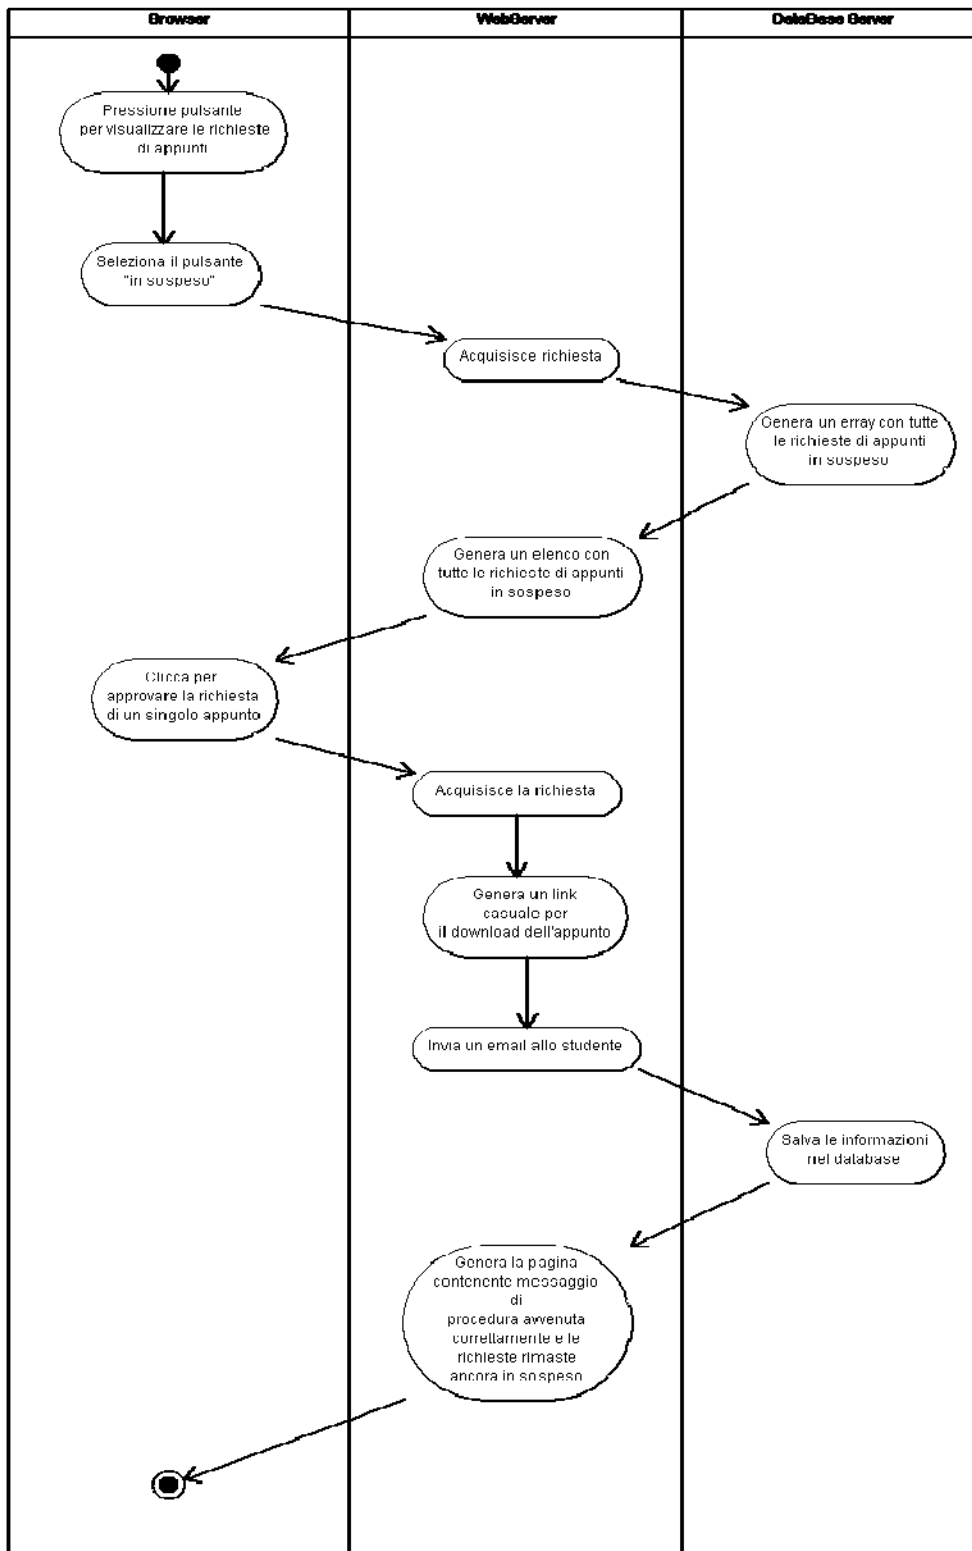 Browser
WebServer
DataBase Server
Pressione pulsante
per visualizzare le richieste
di appunti
Seleziona il pulsante
"in sospeso"
Acquisisce richiesta
Genera un array con tutte
le richieste di appunti
in sospeso
Genera un elenco con
tutte le richieste di appunti
in sospeso
Clicca per
approvare la richiesta
di un singolo appunto
Acquisisce la richiesta
Genera un link
casuale per
il download dell'appunto
Invia un email allo studente
Salva le informazioni
nel database
Genera la pagina
contenente messaggio
di
procedura avvenuta
correttamente e le
richieste rimaste
ancora in sospeso